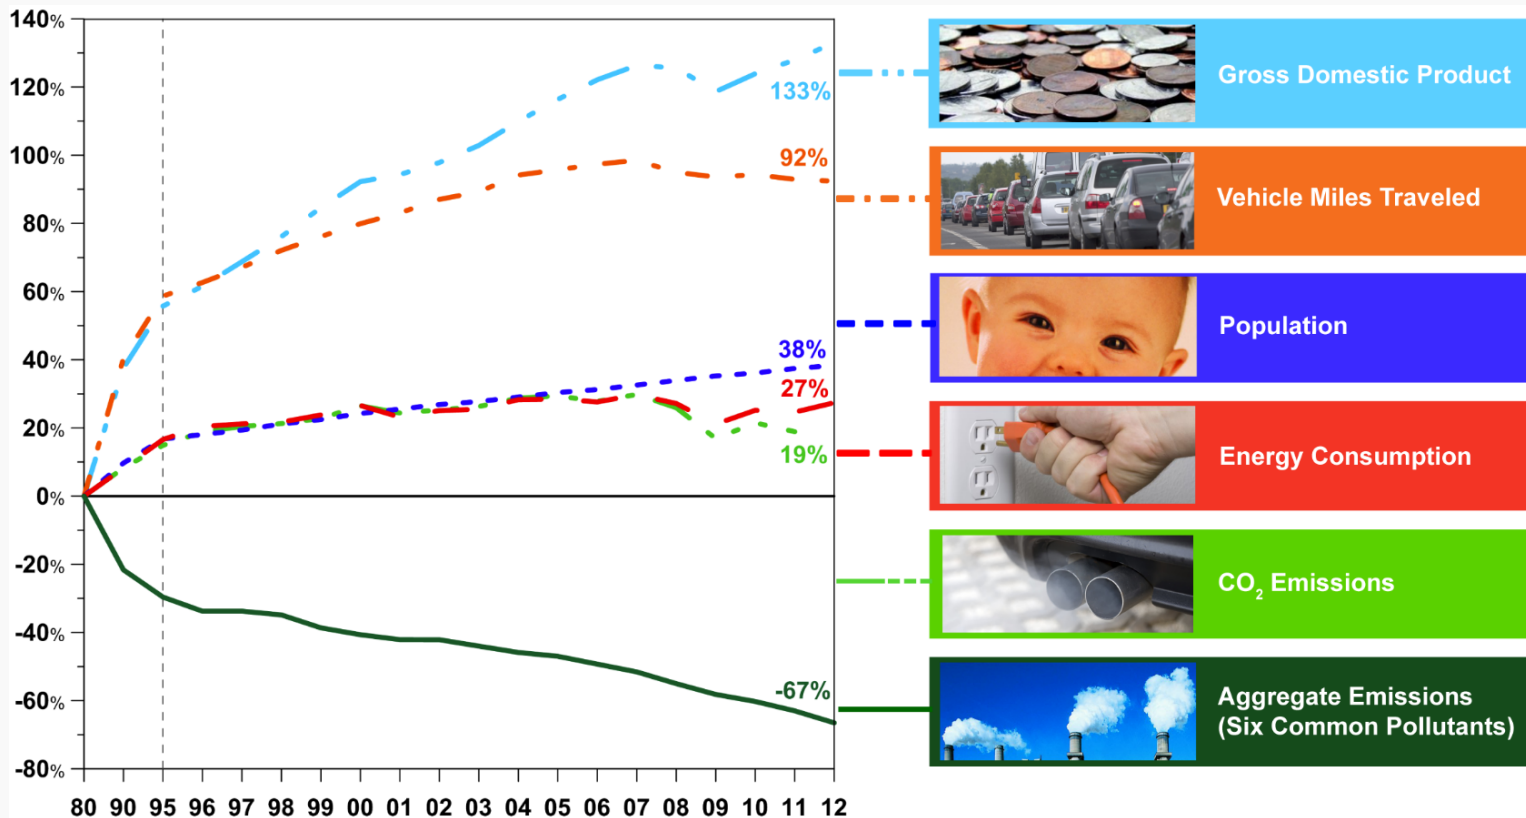 140%
120%
100%
80%
60%
40%
20%
0%
-20%
-40%
-60%
-80%
80 90 95 96 97 98 99 00 01 02 03 04 05 06 07 08 09 10 11 12
133%
92%
38%
27%
19%
-67%
Gross Domestic Product
Vehicle Miles Traveled
Population
Energy Consumption
CO₂ Emissions
Aggregate Emissions
(Six Common Pollutants)